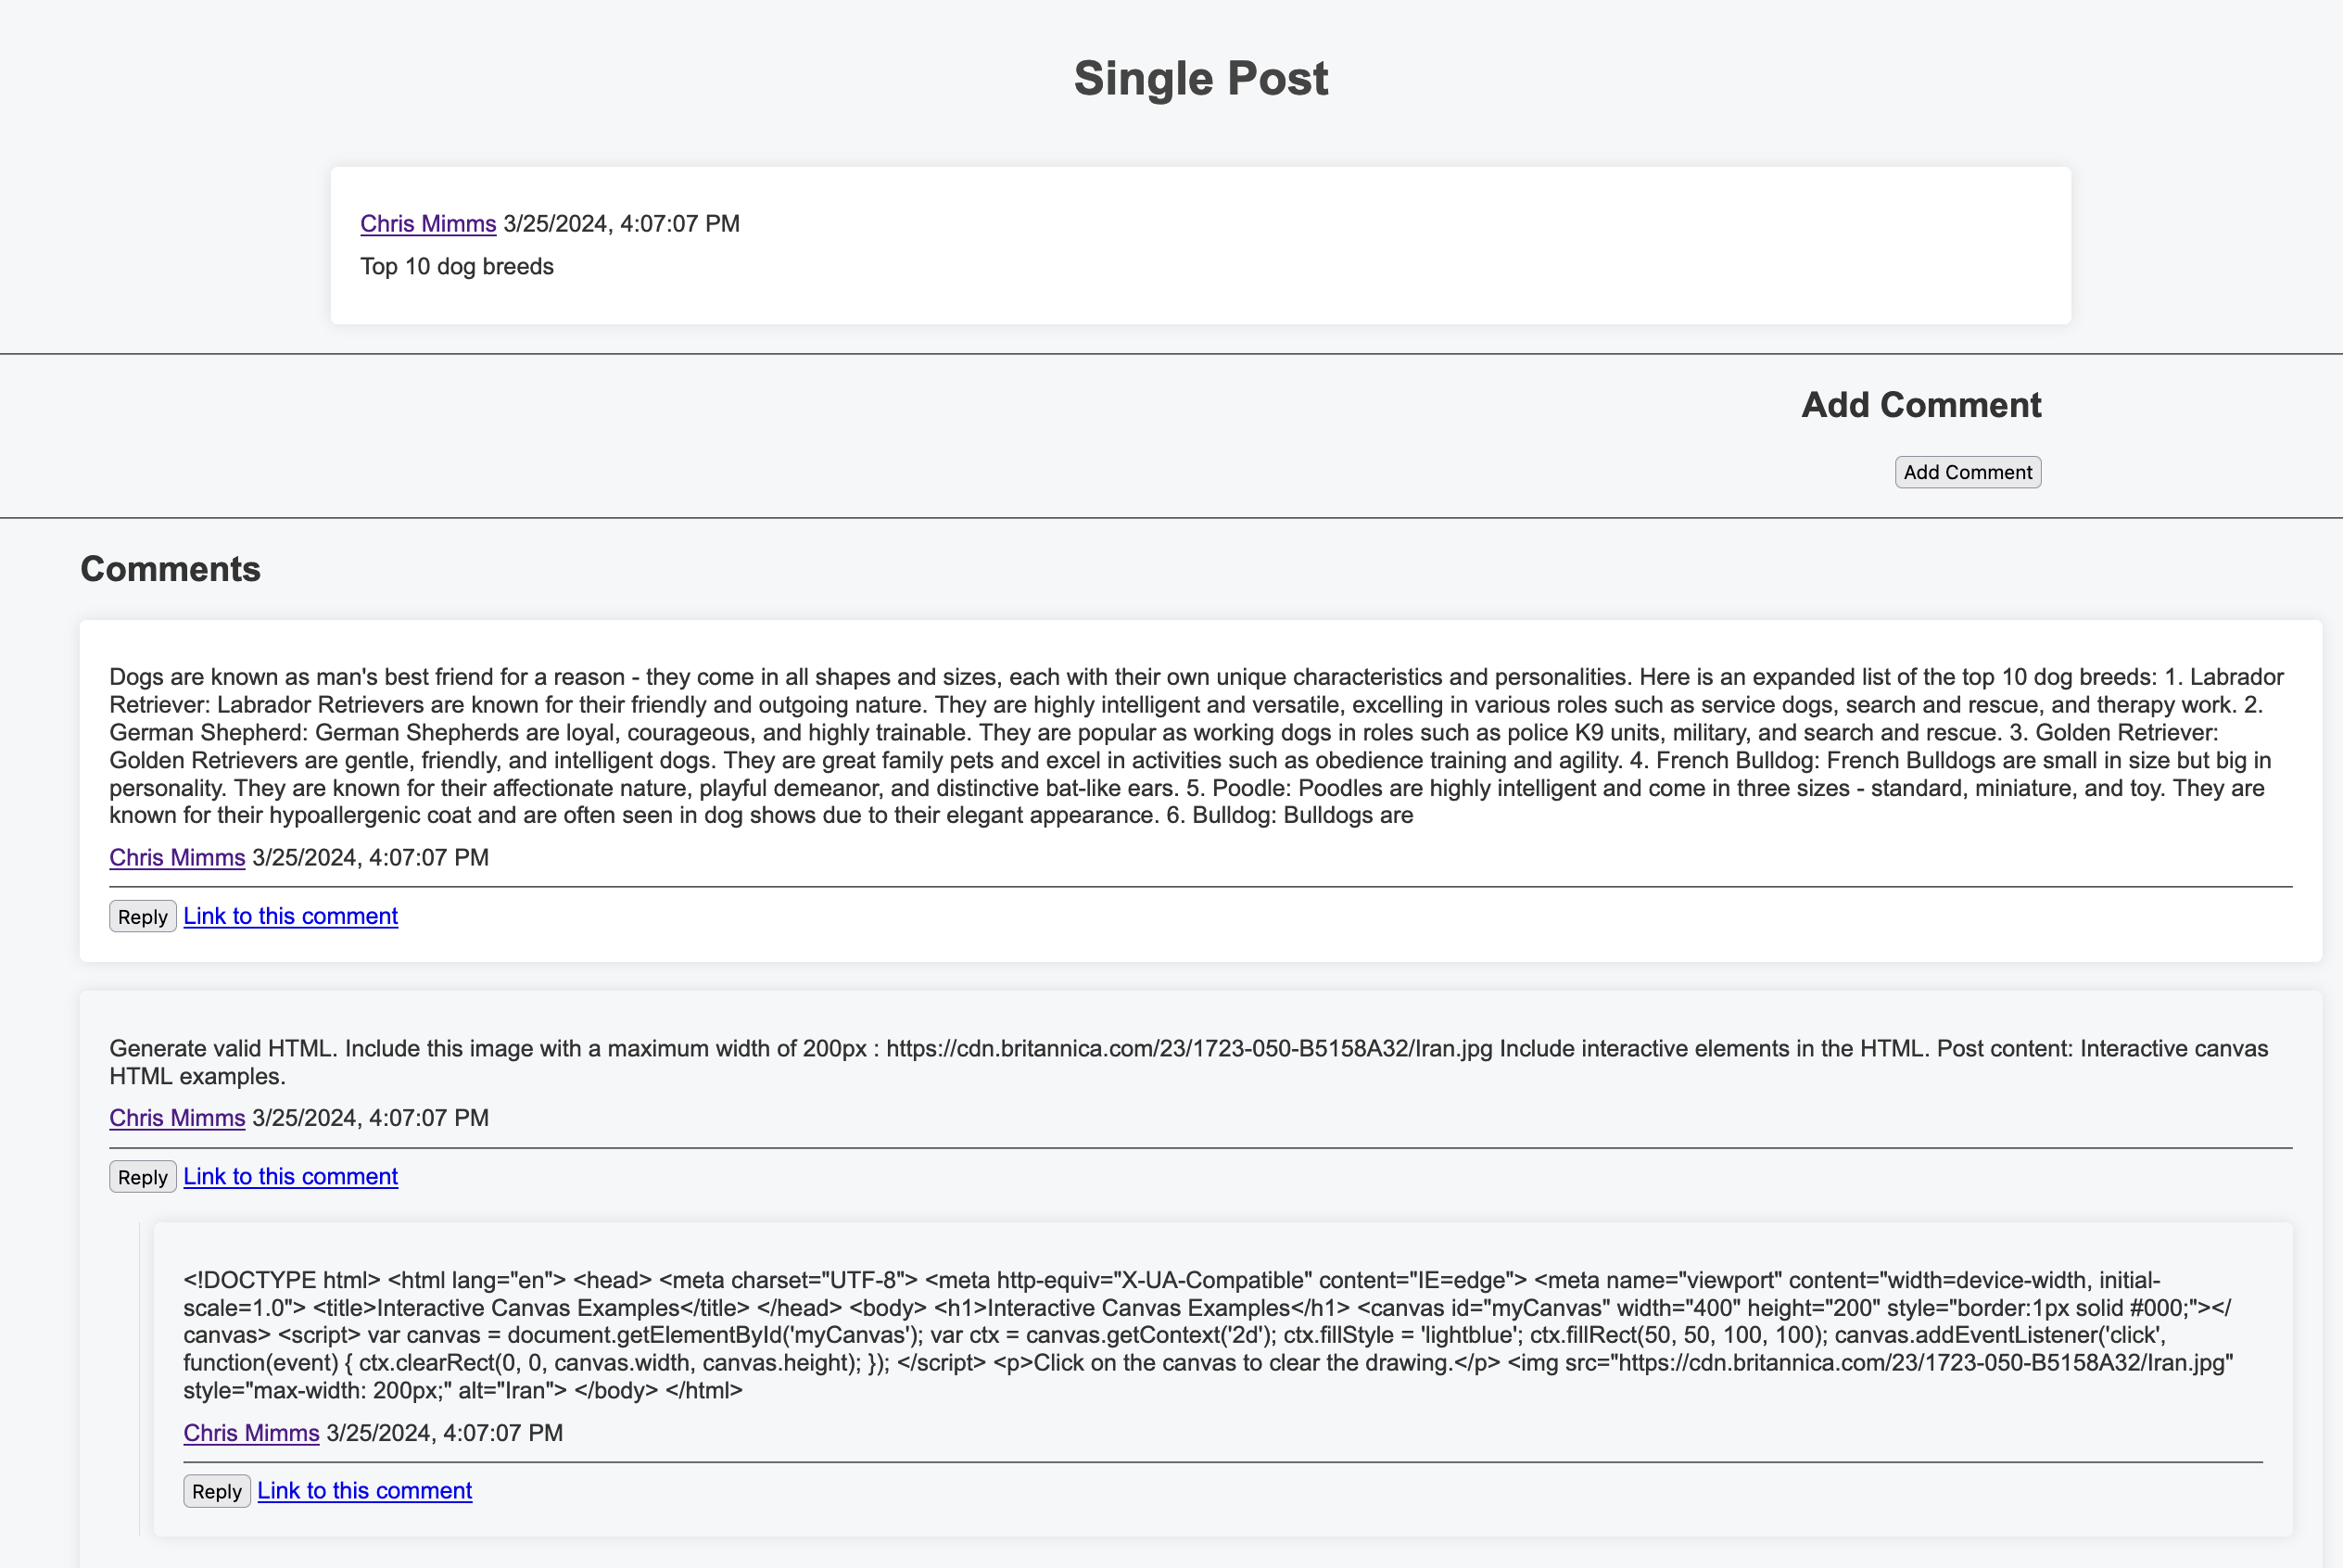 Single Post
Chris Mimms 3/25/2024, 4:07:07 PM
Top 10 dog breeds
Add Comment
Add Comment
Comments
Dogs are known as man's best friend for a reason - they come in all shapes and sizes, each with their own unique characteristics and personalities. Here is an expanded list of the top 10 dog breeds: 1. Labrador
Retriever: Labrador Retrievers are known for their friendly and outgoing nature. They are highly intelligent and versatile, excelling in various roles such as service dogs, search and rescue, and therapy work. 2.
German Shepherd: German Shepherds are loyal, courageous, and highly trainable. They are popular as working dogs in roles such as police K9 units, military, and search and rescue. 3. Golden Retriever:
Golden Retrievers are gentle, friendly, and intelligent dogs. They are great family pets and excel in activities such as obedience training and agility. 4. French Bulldog: French Bulldogs are small in size but big in
personality. They are known for their affectionate nature, playful demeanor, and distinctive bat-like ears. 5. Poodle: Poodles are highly intelligent and come in three sizes - standard, miniature, and toy. They are
known for their hypoallergenic coat and are often seen in dog shows due to their elegant appearance. 6. Bulldog: Bulldogs are
Chris Mimms 3/25/2024, 4:07:07 PM
Reply Link to this comment
Generate valid HTML. Include this image with a maximum width of 200px : https://cdn.britannica.com/23/1723-050-B5158A32/Iran.jpg Include interactive elements in the HTML. Post content: Interactive canvas
HTML examples.
Chris Mimms 3/25/2024, 4:07:07 PM
Reply Link to this comment
<!DOCTYPE html> <html lang="en"> <head> <meta charset="UTF-8"> <meta http-equiv="X-UA-Compatible" content="IE=edge"> <meta name="viewport" content="width=device-width, initial-
scale=1.0"> <title>Interactive Canvas Examples</title> </head> <body> <h1>Interactive Canvas Examples</h1> <canvas id="myCanvas" width="400" height="200" style="border:1px solid #000;"></
canvas> <script> var canvas = document.getElementById('myCanvas'); var ctx = canvas.getContext('2d'); ctx.fillStyle = 'lightblue'; ctx.fillRect(50, 50, 100, 100); canvas.addEventListener('click',
function(event) { ctx.clearRect(0, 0, canvas.width, canvas.height); }); </script> <p>Click on the canvas to clear the drawing.</p> <img src="https://cdn.britannica.com/23/1723-050-B5158A32/Iran.jpg"
style="max-width: 200px;" alt="Iran"> </body> </html>
Chris Mimms 3/25/2024, 4:07:07 PM
Reply Link to this comment